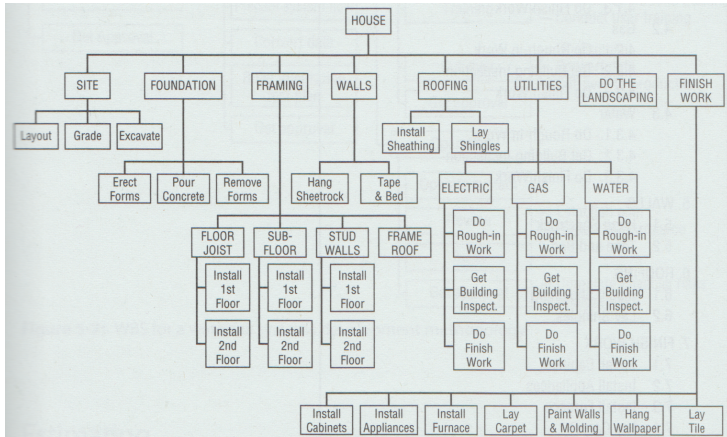 HOUSE
SITE
FOUNDATION
FRAMING
WALLS
ROOFING
UTILITIES
DO THE
LANDSCAPING
FINISH
WORK
Layout
Grade
Excavate
Install
Sheathing
Lay
Shingles
Erect
Forms
Pour
Concrete
Remove
Forms
Hang
Sheetrock
Tape
& Bed
ELECTRIC
GAS
WATER
FLOOR
JOIST
SUB-
FLOOR
STUD
WALLS
FRAME
ROOF
Do
Rough-in
Work
Do
Rough-in
Work
Do
Rough-in
Work
Install
1st
Floor
Install
1st
Floor
Install
1st
Floor
Get
Building
Inspect.
Get
Building
Inspect.
Get
Building
Inspect.
Install
2nd
Floor
Install
2nd
Floor
Install
2nd
Floor
Do
Finish
Work
Do
Finish
Work
Do
Finish
Work
Install
Cabinets
Install
Appliances
Install
Furnace
Lay
Carpet
Paint Walls
& Molding
Hang
Wallpaper
Lay
Tile